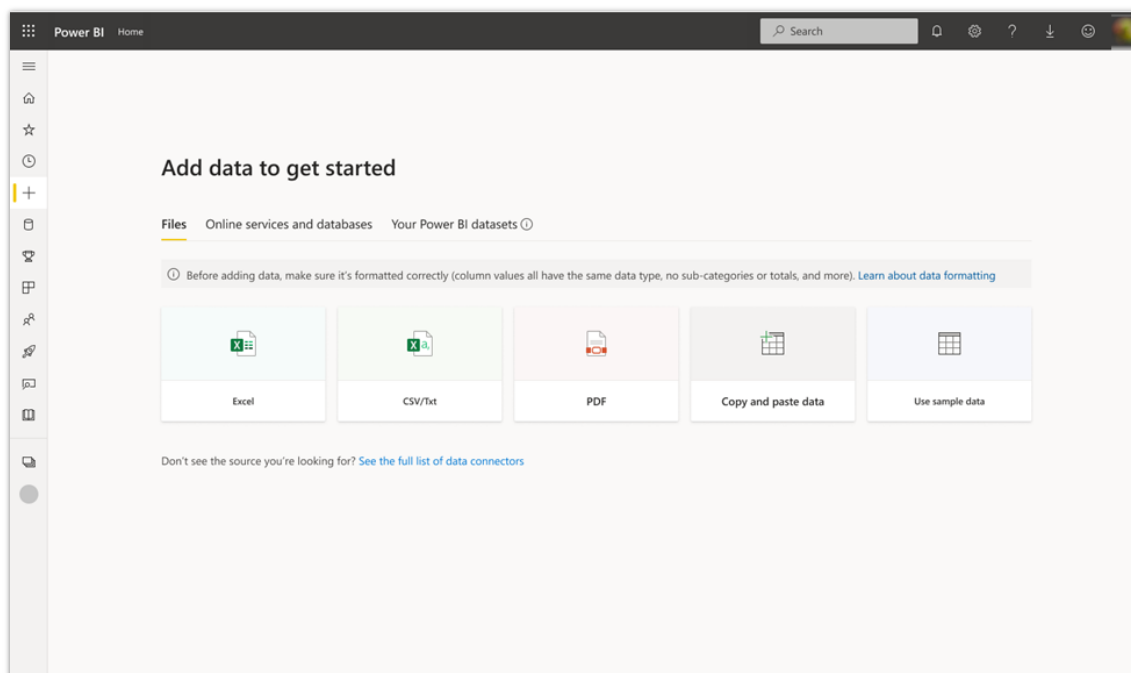 Power BI Home Search
Add data to get started
Files Online services and databases Your Power BI datasets
Before adding data, make sure it's formatted correctly (column values all have the same data type, no sub-categories or totals, and more). Learn about data formatting
Excel CSV/Txt PDF Copy and paste data Use sample data
Don't see the source you're looking for? See the full list of data connectors